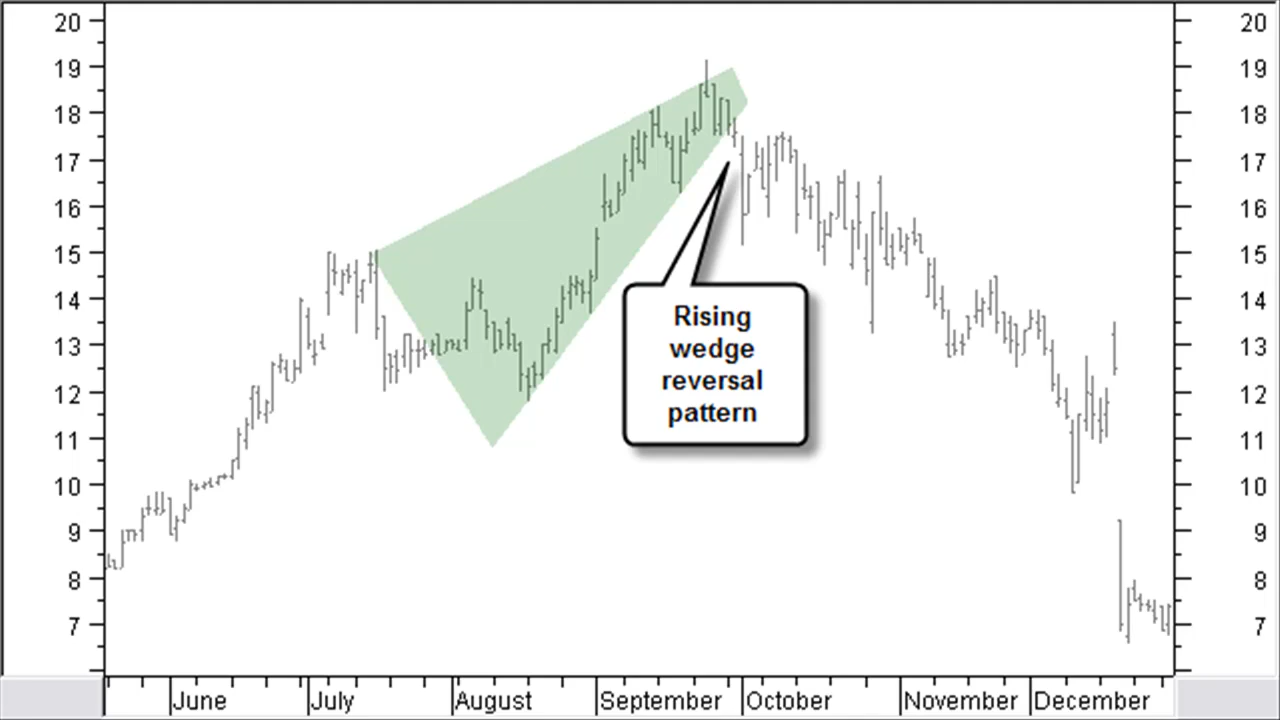 20 20
19 19
18 18
17 17
16 16
15 15
14 14
13 13
12 12
11 11
10 10
9 9
8 8
7 7
Rising
wedge
reversal
pattern
June July August September October November December